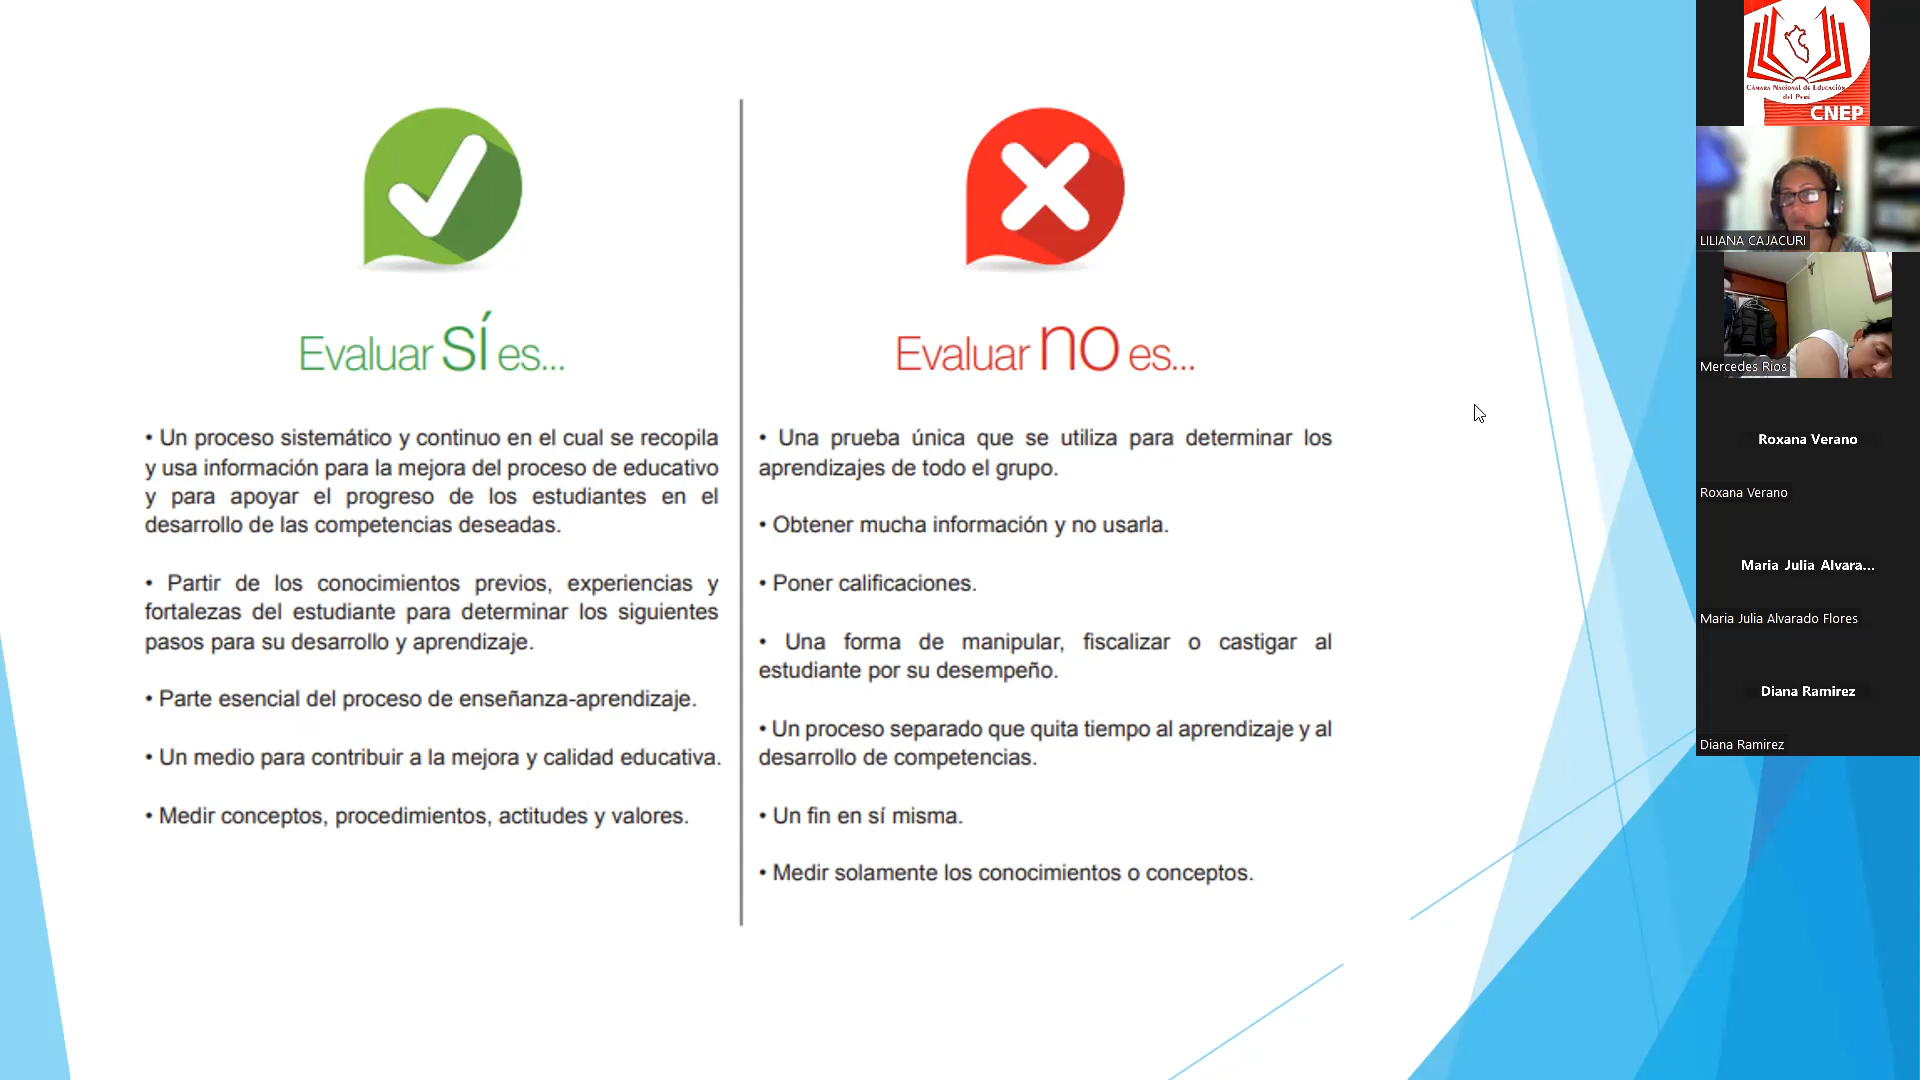 Evaluar sí es...
• Un proceso sistemático y continuo en el cual se recopila
y usa información para la mejora del proceso de educativo
y para apoyar el progreso de los estudiantes en el
desarrollo de las competencias deseadas.
• Partir de los conocimientos previos, experiencias y
fortalezas del estudiante para determinar los siguientes
pasos para su desarrollo y aprendizaje.
• Parte esencial del proceso de enseñanza-aprendizaje.
• Un medio para contribuir a la mejora y calidad educativa.
• Medir conceptos, procedimientos, actitudes y valores.
Evaluar no es...
• Una prueba única que se utiliza para determinar los
aprendizajes de todo el grupo.
• Obtener mucha información y no usarla.
• Poner calificaciones.
• Una forma de manipular, fiscalizar o castigar al
estudiante por su desempeño.
• Un proceso separado que quita tiempo al aprendizaje y al
desarrollo de competencias.
• Un fin en sí misma.
• Medir solamente los conocimientos o conceptos.
Cámara Nacional de Educación
del Perú
CNEP
LILIANA CAJACURI
Mercedes Rios
Roxana Verano
Roxana Verano
Maria Julia Alvara...
Maria Julia Alvarado Flores
Diana Ramirez
Diana Ramirez